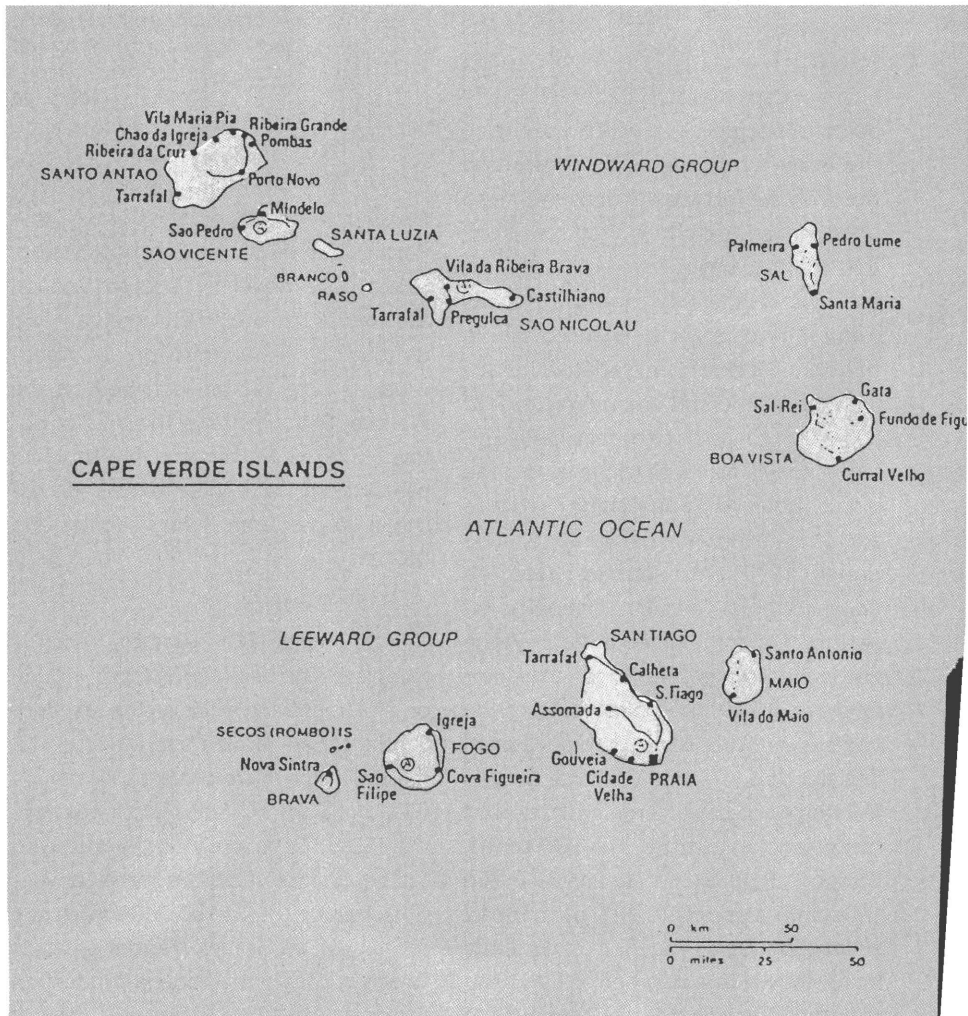 Vila Maria Pia
Ribeira Grande
Chao da Igreja
Pombas
Ribeira da Cruz
WINDWARD GROUP
SANTO ANTAO
Porto Novo
Tarrafal
Mindelo
Sao Pedro
SANTA LUZIA
SAO VICENTE
Palmeira
Pedro Lume
BRANCO
Vila da Ribeira Brava
SAL
RASO
Castilhiano
Santa Maria
Tarrafal
Pregulca
SAO NICOLAU
Gata
Sal-Rei
Fundo de Figu
BOA VISTA
CAPE VERDE ISLANDS
Curral Velho
ATLANTIC OCEAN
LEEWARD GROUP
SAN TIAGO
Tarrafal
Santo Antonio
Calheta
MAIO
S. Tiago
Assomada
Vila do Maio
Igreja
SECOS (ROMBO) IS
FOGO
Gouveia
Nova Sintra
Sao
Filipe
Cova Figueira
Cidade
Velha
PRAIA
BRAVA
0 km 50
0 miles 25 50